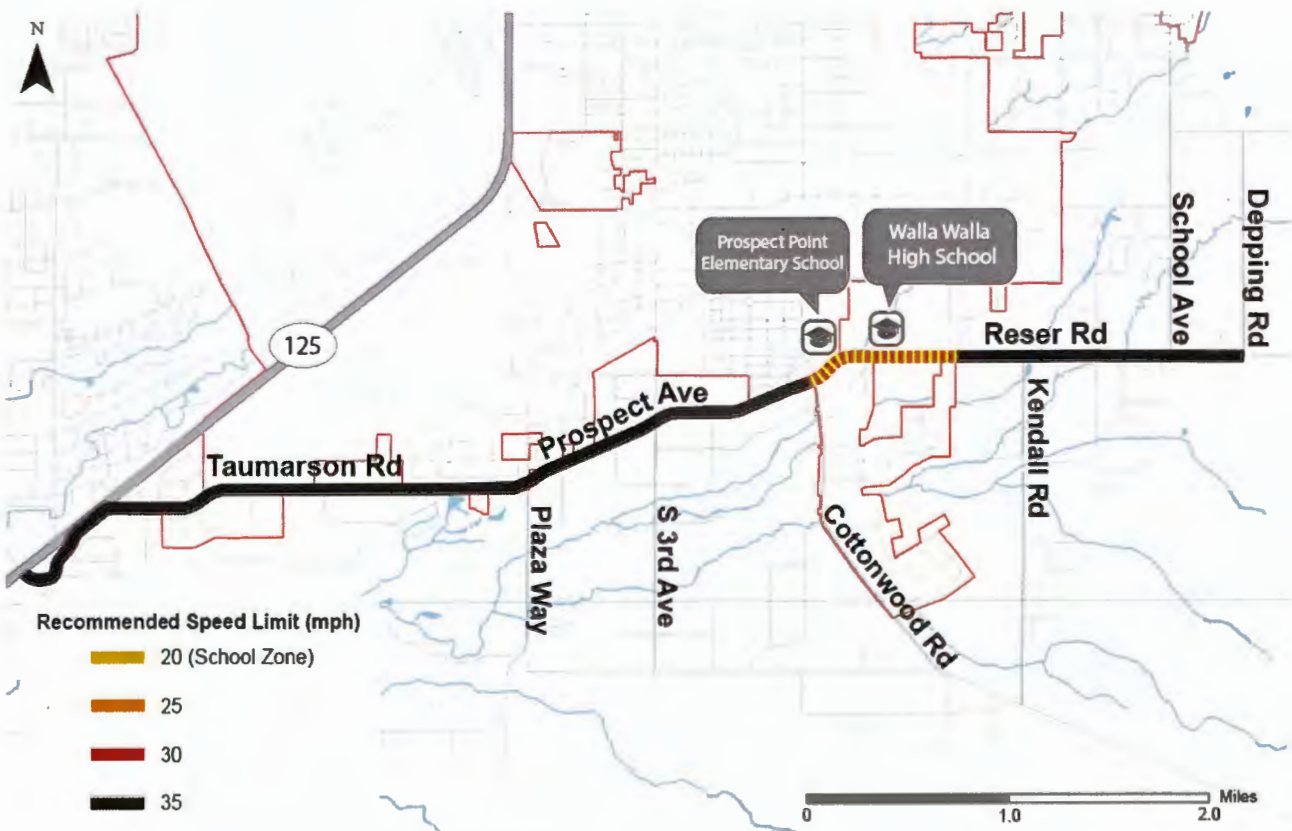 N
125
Prospect Point
Elementary School
Walla Walla
High School
School Ave
Depping Rd
Reser Rd
Prospect Ave
Taumarson Rd
Kendall Rd
Plaza Way
S 3rd Ave
Cottonwood Rd
Recommended Speed Limit (mph)
20 (School Zone)
25
30
35
Miles
0
1.0
2.0